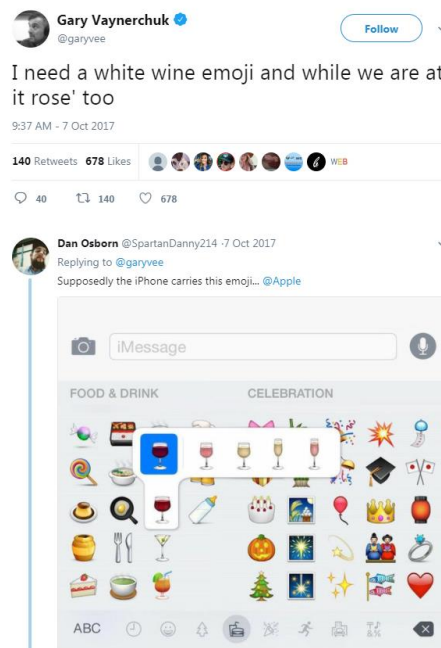 Gary Vaynerchuk
@garyvee
Follow
I need a white wine emoji and while we are at
it rose' too
9:37 AM - 7 Oct 2017
140 Retweets 678 Likes
WEB
40 140 678
Dan Osborn @SpartanDanny214 ·7 Oct 2017
Replying to @garyvee
Supposedly the iPhone carries this emoji... @Apple
iMessage
FOOD & DRINK CELEBRATION
ABC